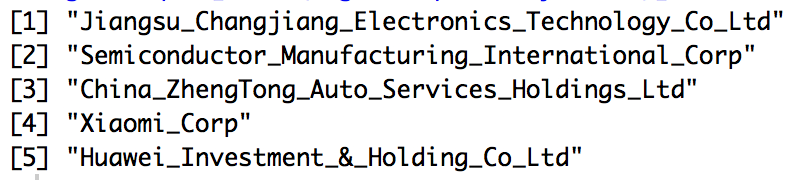 [1] "Jiangsu_Changjiang_Electronics_Technology_Co_Ltd"
[2] "Semiconductor_Manufacturing_International_Corp"
[3] "China_ZhengTong_Auto_Services_Holdings_Ltd"
[4] "Xiaomi_Corp"
[5] "Huawei_Investment_&_Holding_Co_Ltd"